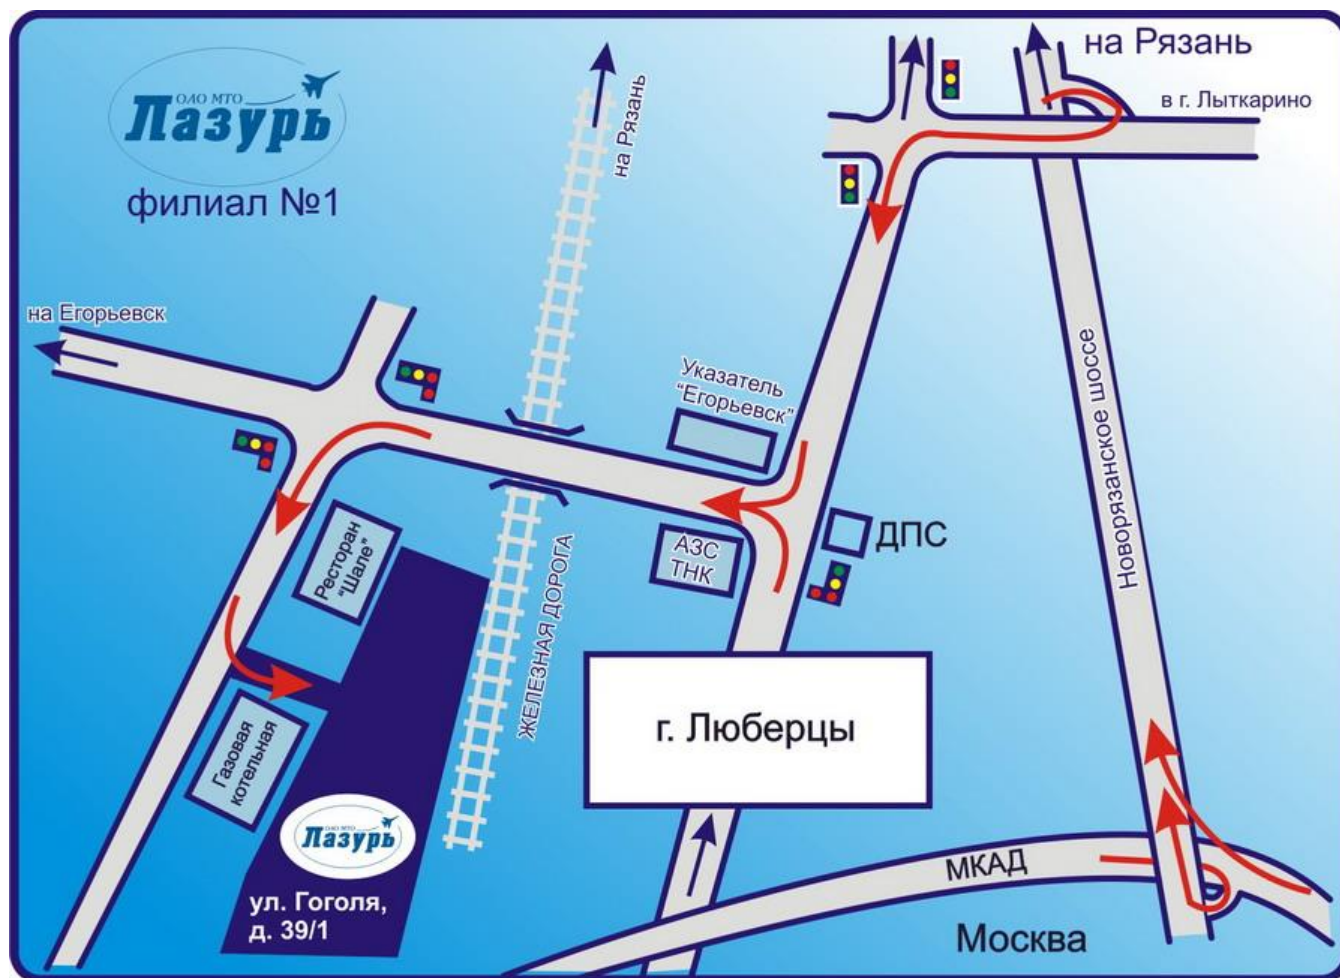 ОАО МТО
Лазурь
филиал №1
на Рязань
на Рязань
в г. Лыткарино
на Егорьевск
Указатель
“Егорьевск”
Новорязанское шоссе
АЗС
ТНК
ДПС
Ресторан
“Шале”
ЖЕЛЕЗНАЯ ДОРОГА
г. Люберцы
Газовая
котельная
ОАО МТО
Лазурь
ул. Гоголя,
д. 39/1
МКАД
Москва